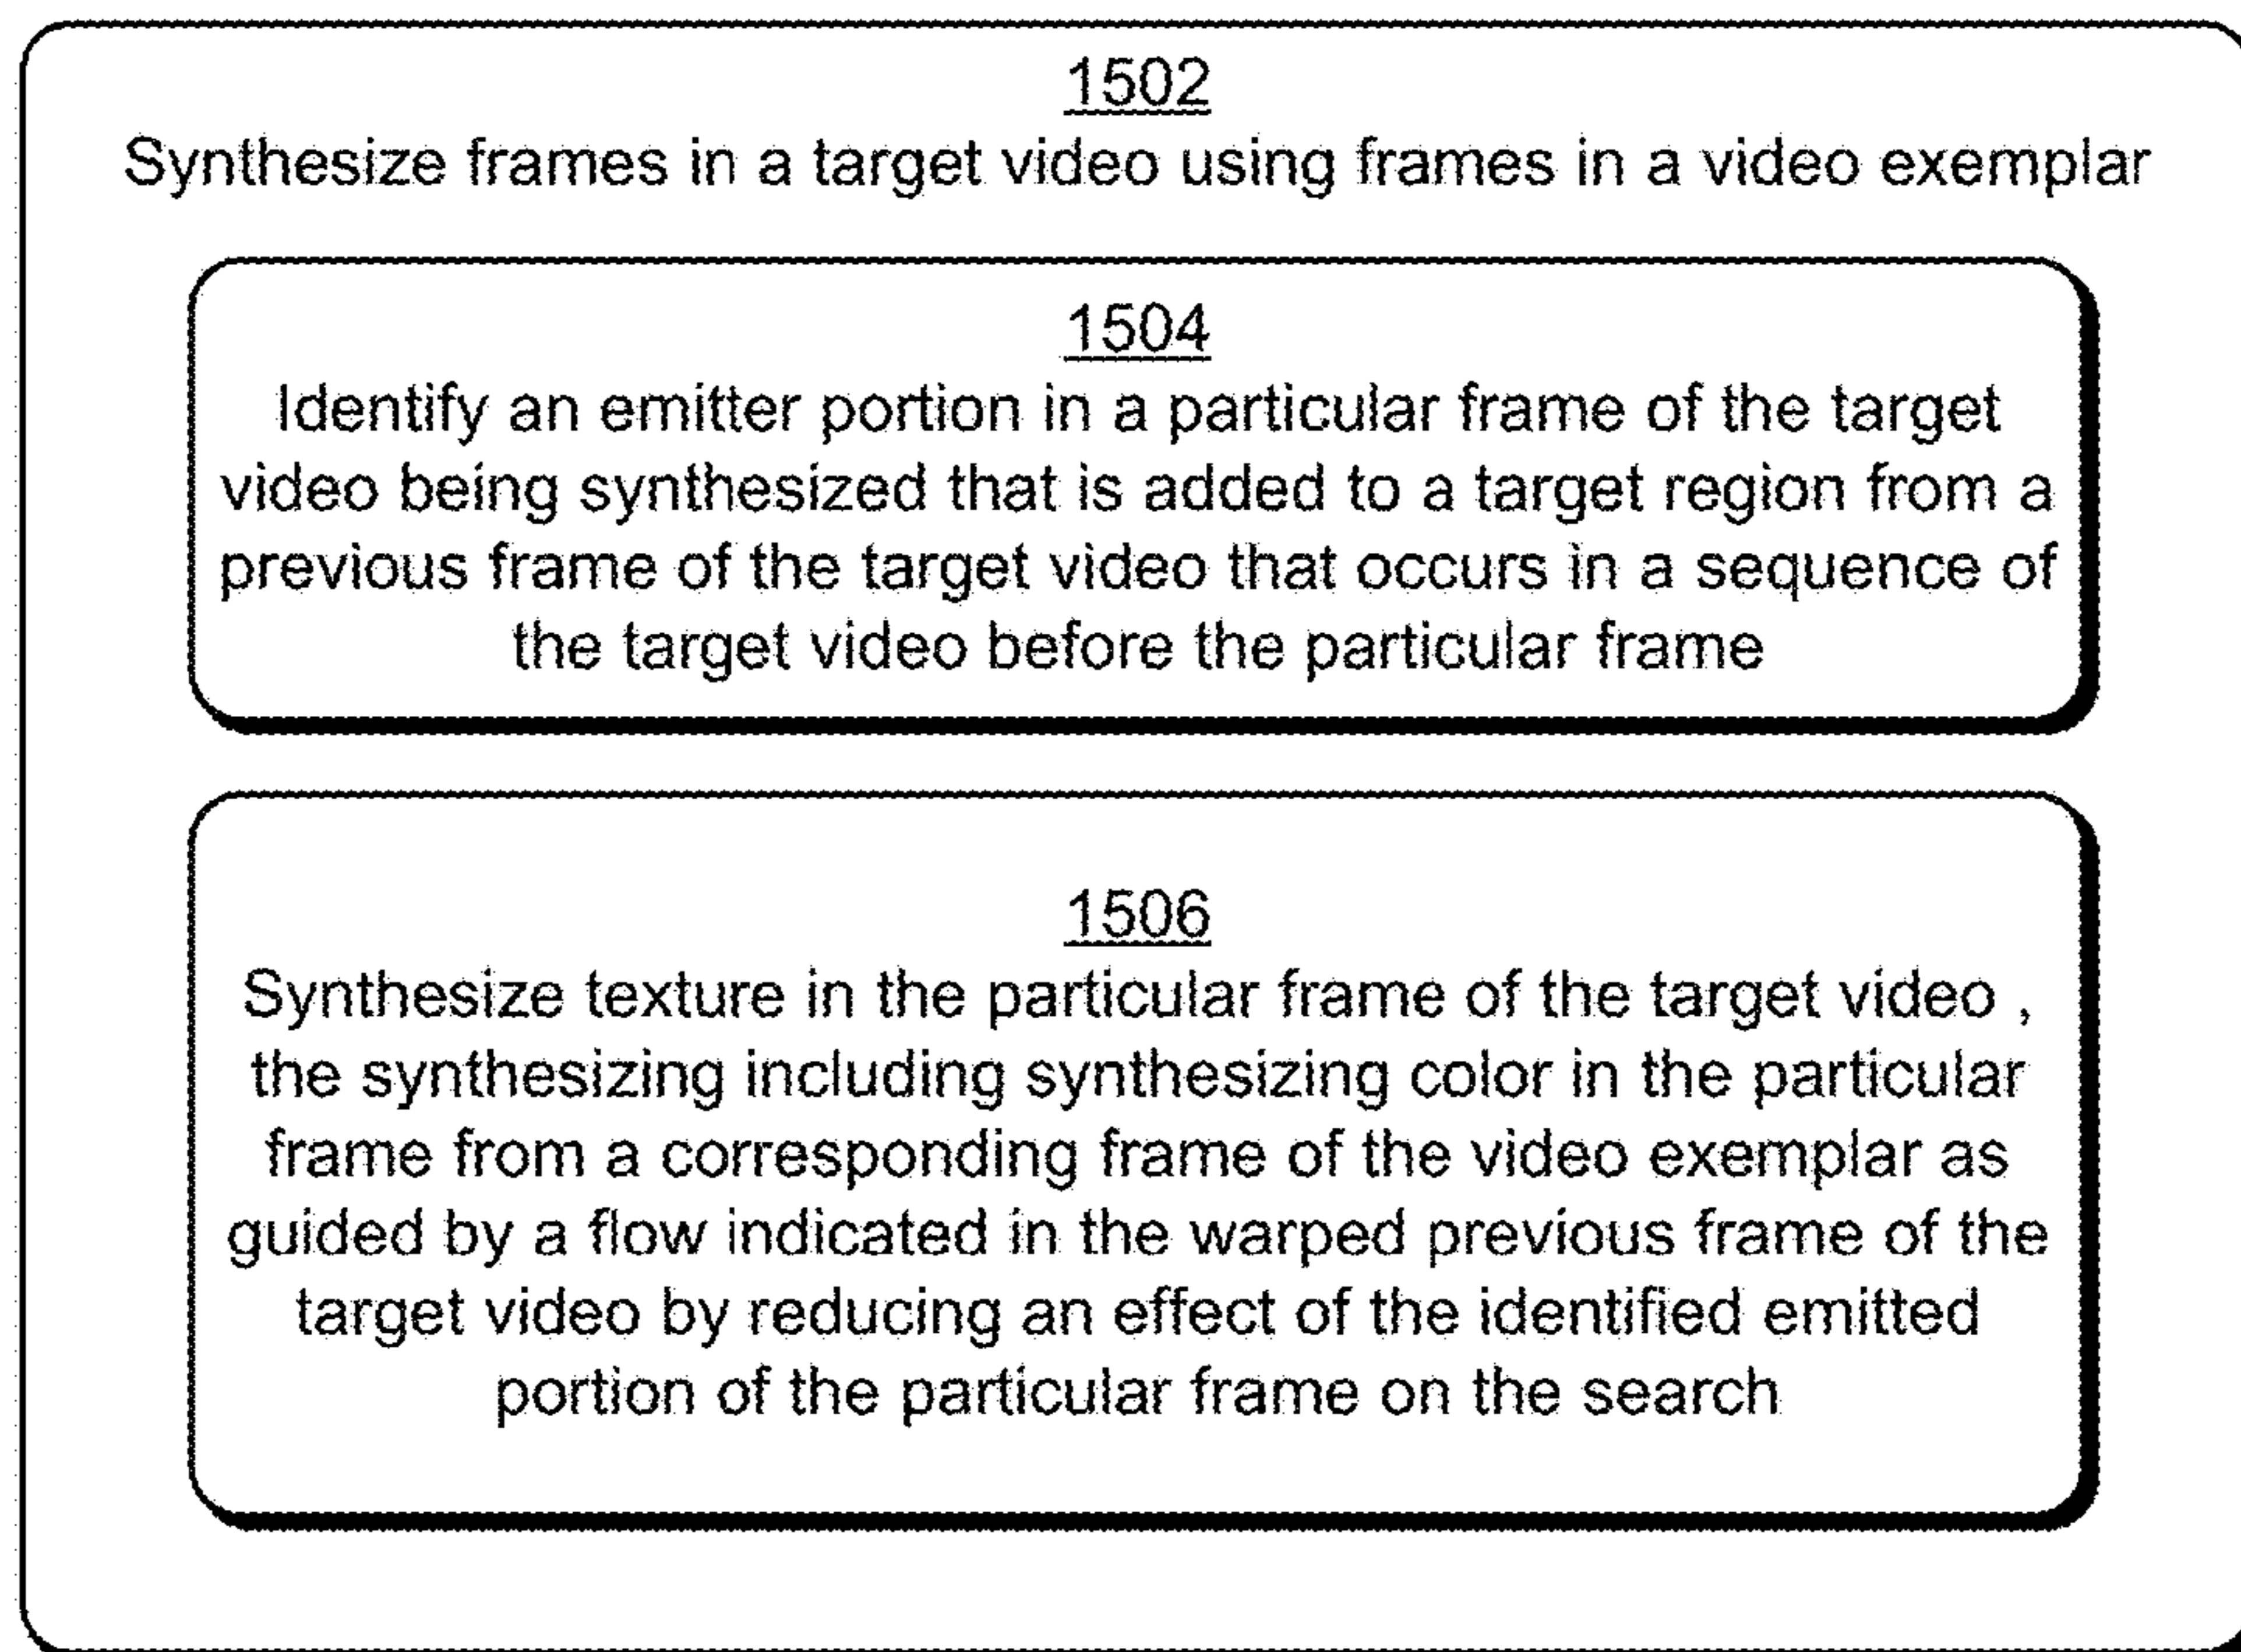 1502
Synthesize frames in a target video using frames in a video exemplar
1504
Identify an emitter portion in a particular frame of the target
video being synthesized that is added to a target region from a
previous frame of the target video that occurs in a sequence of
the target video before the particular frame
1506
Synthesize texture in the particular frame of the target video ,
the synthesizing including synthesizing color in the particular
frame from a corresponding frame of the video exemplar as
guided by a flow indicated in the warped previous frame of the
target video by reducing an effect of the identified emitted
portion of the particular frame on the search